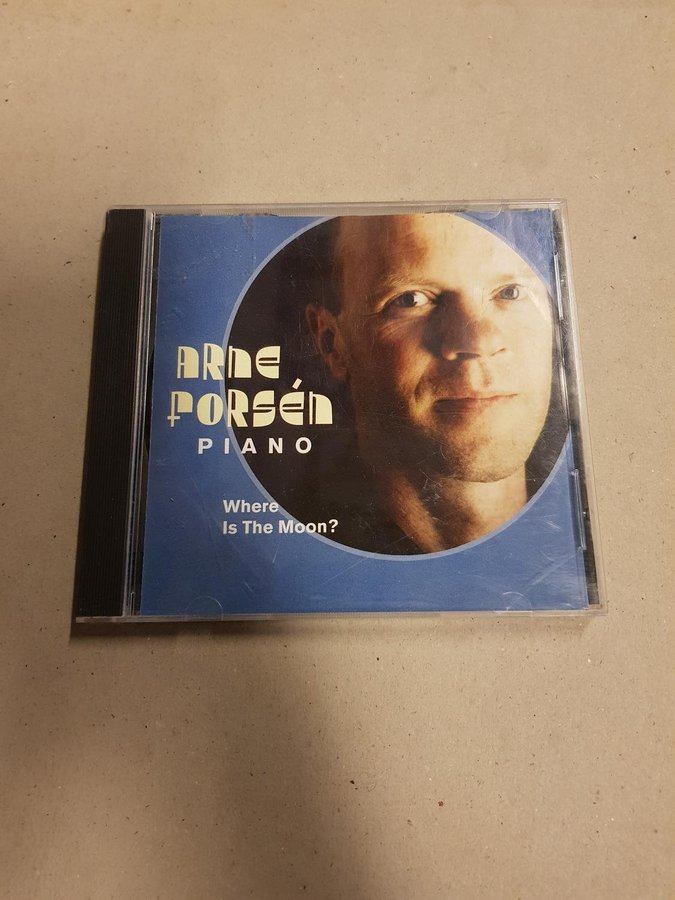 ARNE
FORSÉN
PIANO
Where
Is The Moon?